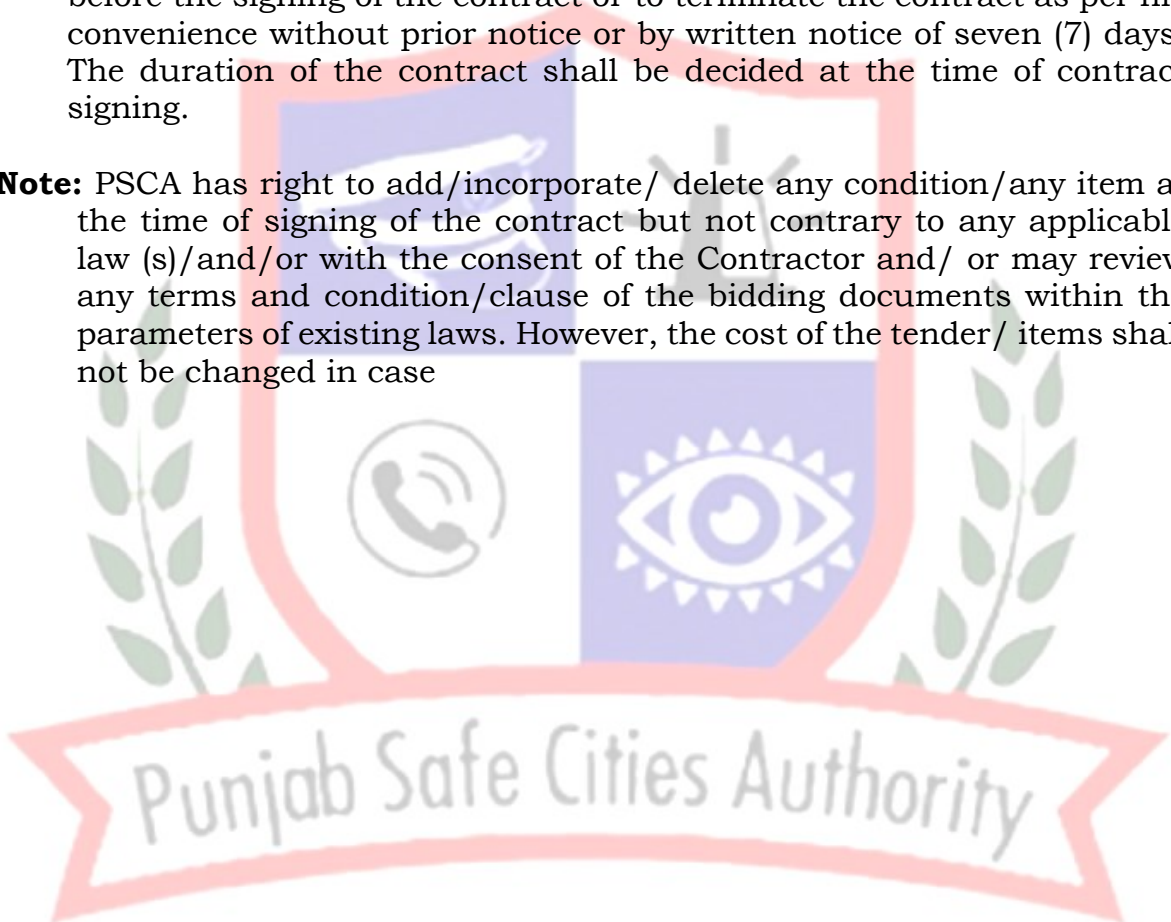 before the signing of the contract or to terminate the contract as per
convenience without prior notice or by written notice of seven (7) days
The duration of the contract shall be decided at the time of contrac
signing.
Note: PSCA has right to add/incorporate/ delete any condition/any item a
the time of signing of the contract but not contrary to any applicabl
law (s)/and/or with the consent of the Contractor and/ or may review
any terms and condition/clause of the bidding documents within th
parameters of existing laws. However, the cost of the tender/ items shal
not be changed in case
Punjab Safe Cities Authority